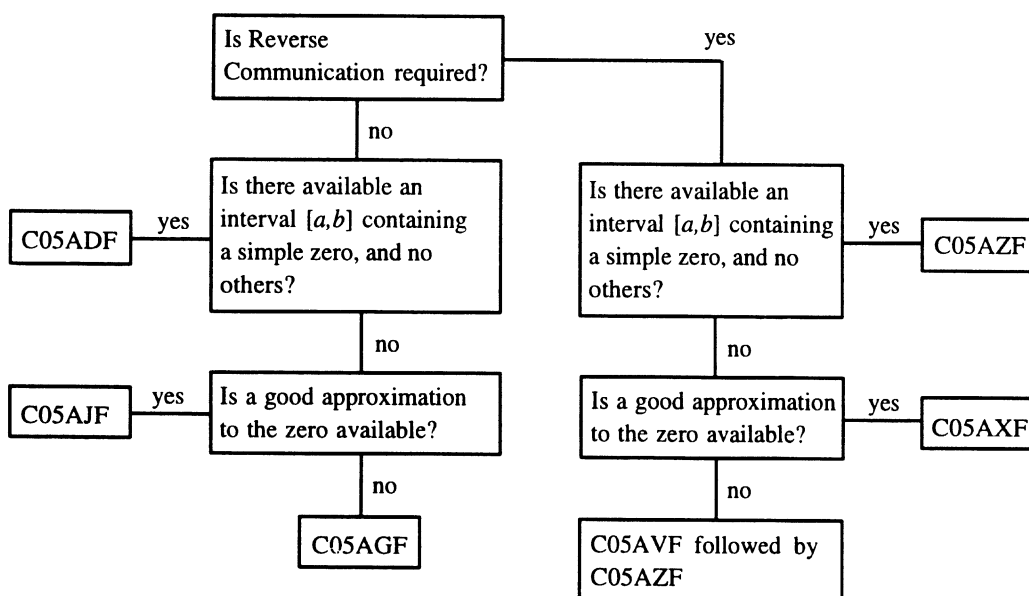 Is Reverse
Communication required?
yes
no
Is there available an
interval [a,b] containing
a simple zero, and no
others?
yes
C05ADF
Is there available an
interval [a,b] containing
a simple zero, and no
others?
yes
C05AZF
no
no
Is a good approximation
to the zero available?
yes
C05AJF
Is a good approximation
to the zero available?
yes
C05AXF
no
no
C05AGF
C05AVF followed by
C05AZF